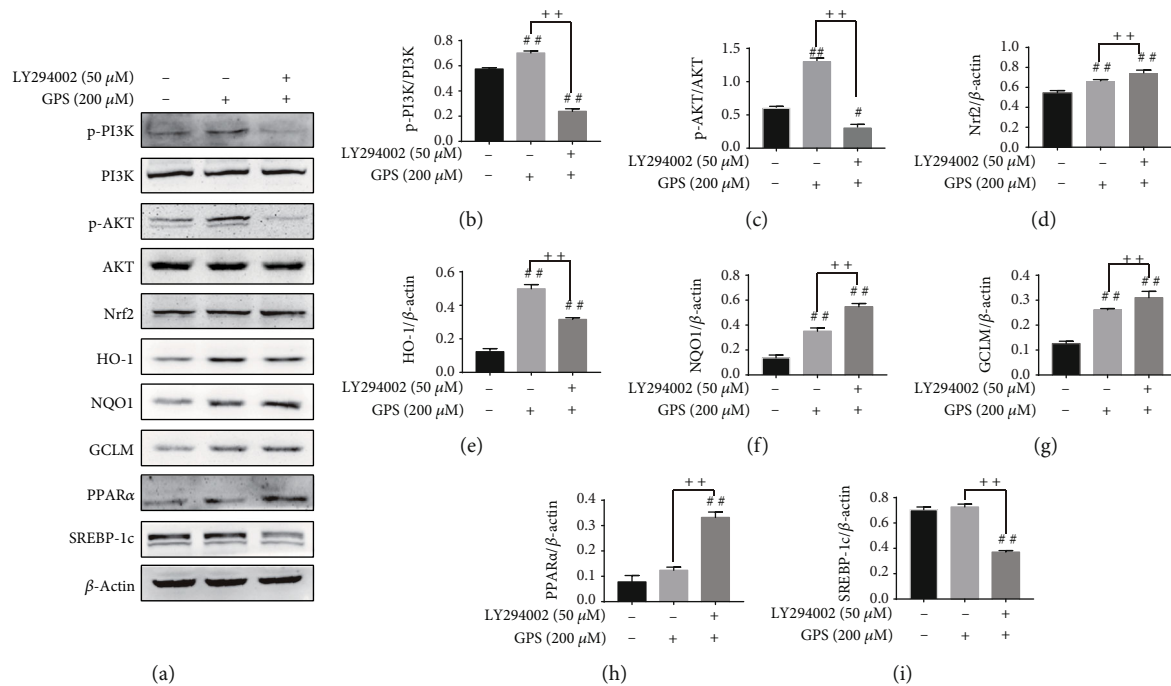 LY294002 (50 μM) – – +
GPS (200 μM) – + +
p-PI3K
PI3K
p-AKT
AKT
Nrf2
HO-1
NQO1
GCLM
PPARα
SREBP-1c
β-Actin
(a)
p-PI3K/PI3K
0.8
0.6
0.4
0.2
0.0
##
++
##
LY294002 (50 μM) – – +
GPS (200 μM) – + +
(b)
p-AKT/AKT
1.5
1.0
0.5
0.0
##
++
#
LY294002 (50 μM) – – +
GPS (200 μM) – + +
(c)
Nrf2/β-actin
1.0
0.8
0.6
0.4
0.2
0.0
##
++
##
LY294002 (50 μM) – – +
GPS (200 μM) – + +
(d)
HO-1/β-actin
0.6
0.4
0.2
0.0
##
++
##
LY294002 (50 μM) – – +
GPS (200 μM) – + +
(e)
NQO1/β-actin
0.8
0.6
0.4
0.2
0.0
##
++
##
LY294002 (50 μM) – – +
GPS (200 μM) – + +
(f)
GCLM/β-actin
0.4
0.3
0.2
0.1
0.0
##
++
##
LY294002 (50 μM) – – +
GPS (200 μM) – + +
(g)
PPARα/β-actin
0.4
0.3
0.2
0.1
0.0
++
##
LY294002 (50 μM) – – +
GPS (200 μM) – + +
(h)
SREBP-1c/β-actin
0.8
0.6
0.4
0.2
0.0
++
##
LY294002 (50 μM) – – +
GPS (200 μM) – + +
(i)